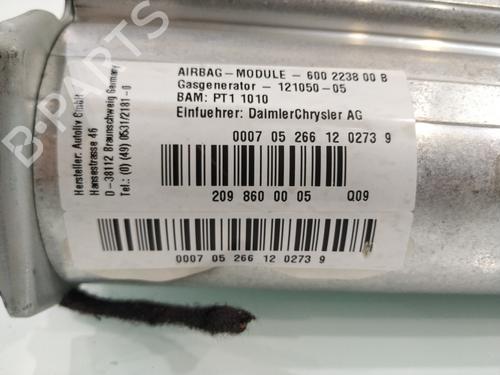 AIRBAG-MODULE - 600 2238 00 B
Gasgenerator - 121050-05
BAM: PT1 1010
Einfuehrer: DaimlerChrysler AG
0007 05 266 12 0273 9
209 860 00 05 Q09
0007 05 266 12 0273 9
Hersteller: Autoliv GmbH
Hansestrasse 46
D-38112 Braunschweig Germany
Tel.: (0) (49) 0531/2181-0